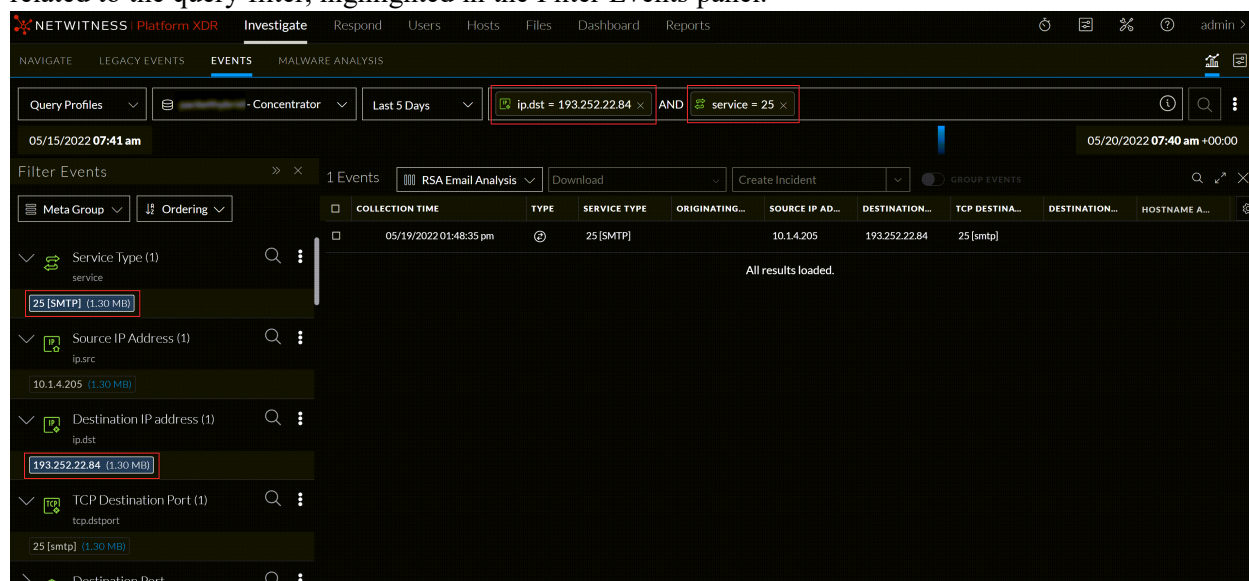 related to the query filter, highlighted in the Filter Events panel.
NETWITNESS Platform XDR Investigate Respond Users Hosts Files Dashboard Reports admin >
NAVIGATE LEGACY EVENTS EVENTS MALWARE ANALYSIS
Query Profiles - Concentrator Last 5 Days ip.dst = 193.252.22.84 × AND service = 25 ×
05/15/2022 07:41 am 05/20/2022 07:40 am +00:00
Filter Events » ×
1 Events RSA Email Analysis Download Create Incident GROUP EVENTS
Meta Group Ordering
COLLECTION TIME TYPE SERVICE TYPE ORIGINATING... SOURCE IP AD... DESTINATION... TCP DESTINA... DESTINATION... HOSTNAME A...
05/19/2022 01:48:35 pm 25 [SMTP] 10.1.4.205 193.252.22.84 25 [smtp]
All results loaded.
Service Type (1)
service
25 [SMTP] (1.30 MB)
Source IP Address (1)
ip.src
10.1.4.205 (1.30 MB)
Destination IP address (1)
ip.dst
193.252.22.84 (1.30 MB)
TCP Destination Port (1)
tcp.dstport
25 [smtp] (1.30 MB)
Destination Port